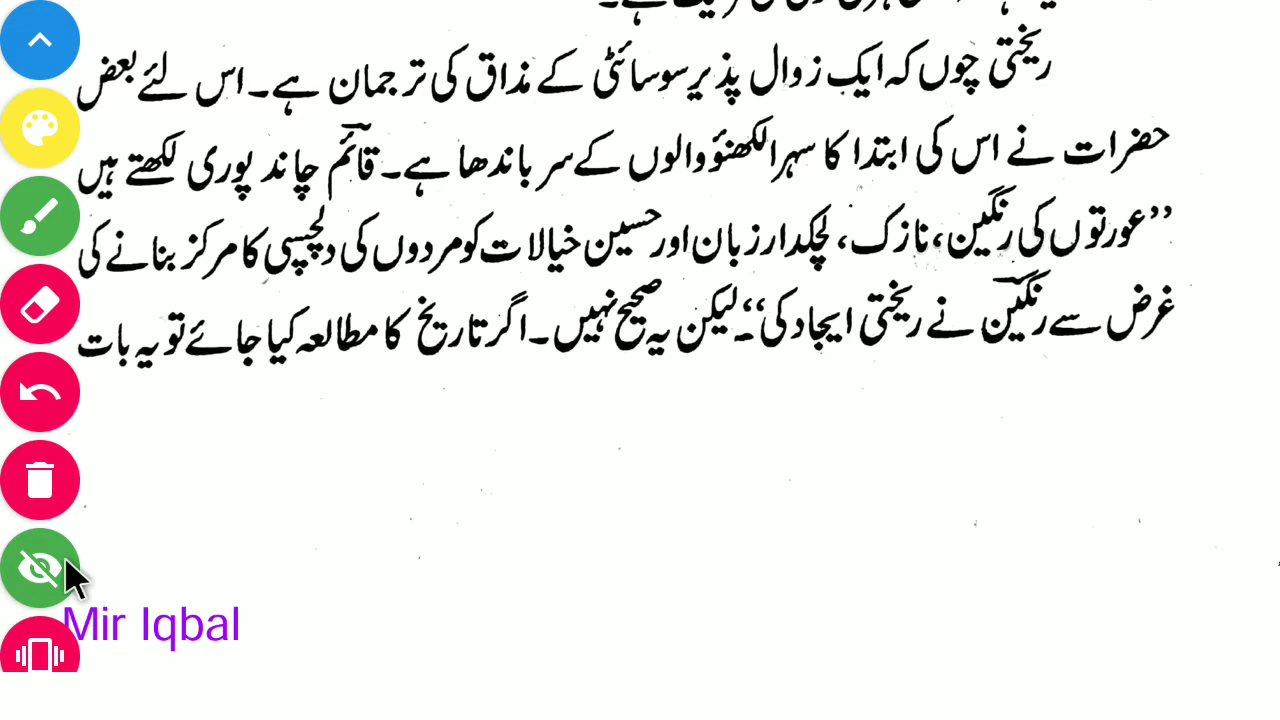 ریختی چوں کہ ایک زوال پذیر سوسائٹی کے مذاق کی ترجمان ہے۔ اس لئے بعض
حضرات نے اس کی ابتدا کا سہرا لکھنؤ والوں کے سر باندھا ہے۔ قائم چاند پوری لکھتے ہیں
’’عورتوں کی رنگین، نازک، لچکدار زبان اور حسین خیالات کو مردوں کی دلچسپی کا مرکز بنانے کی
غرض سے رنگین نے ریختی ایجاد کی‘‘۔ لیکن یہ صحیح نہیں۔ اگر تاریخ کا مطالعہ کیا جائے تو یہ بات
Mir Iqbal